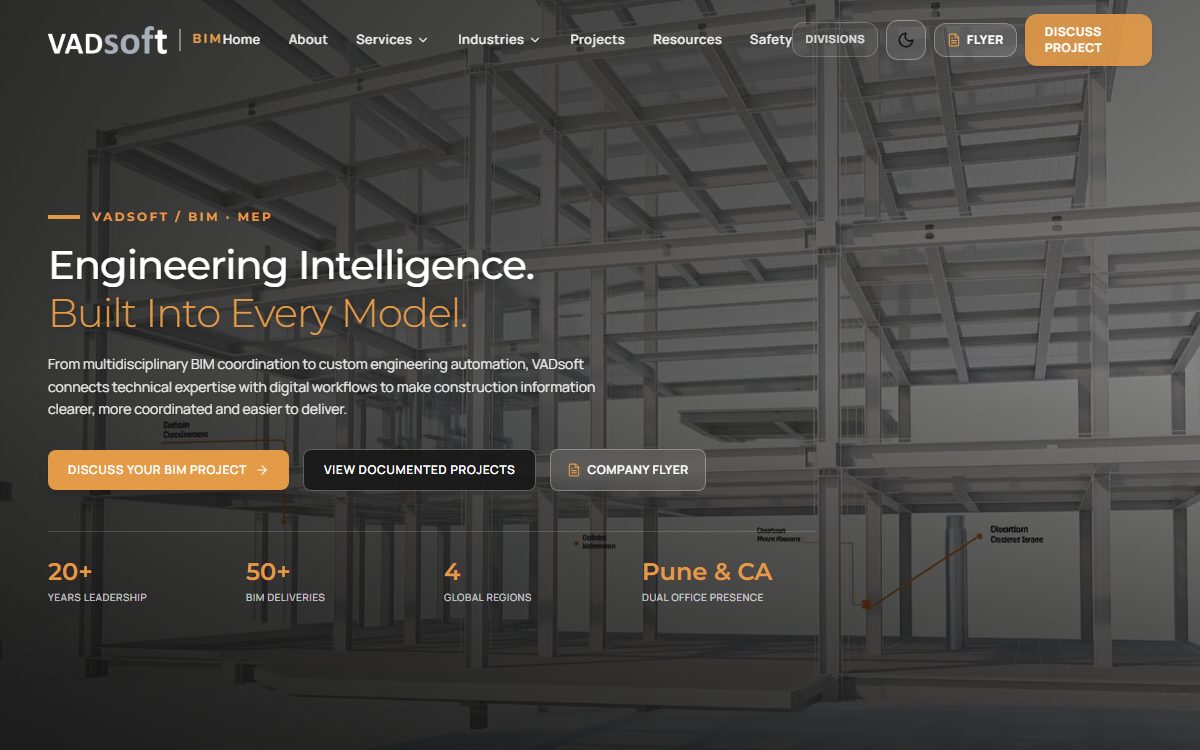 VADsoft | BIM Home About Services Industries Projects Resources Safety DIVISIONS FLYER DISCUSS PROJECT
VADSOFT / BIM · MEP
Engineering Intelligence.
Built Into Every Model.
From multidisciplinary BIM coordination to custom engineering automation, VADsoft
connects technical expertise with digital workflows to make construction information
clearer, more coordinated and easier to deliver.
DISCUSS YOUR BIM PROJECT → VIEW DOCUMENTED PROJECTS COMPANY FLYER
20+ 50+ 4 Pune & CA
YEARS LEADERSHIP BIM DELIVERIES GLOBAL REGIONS DUAL OFFICE PRESENCE